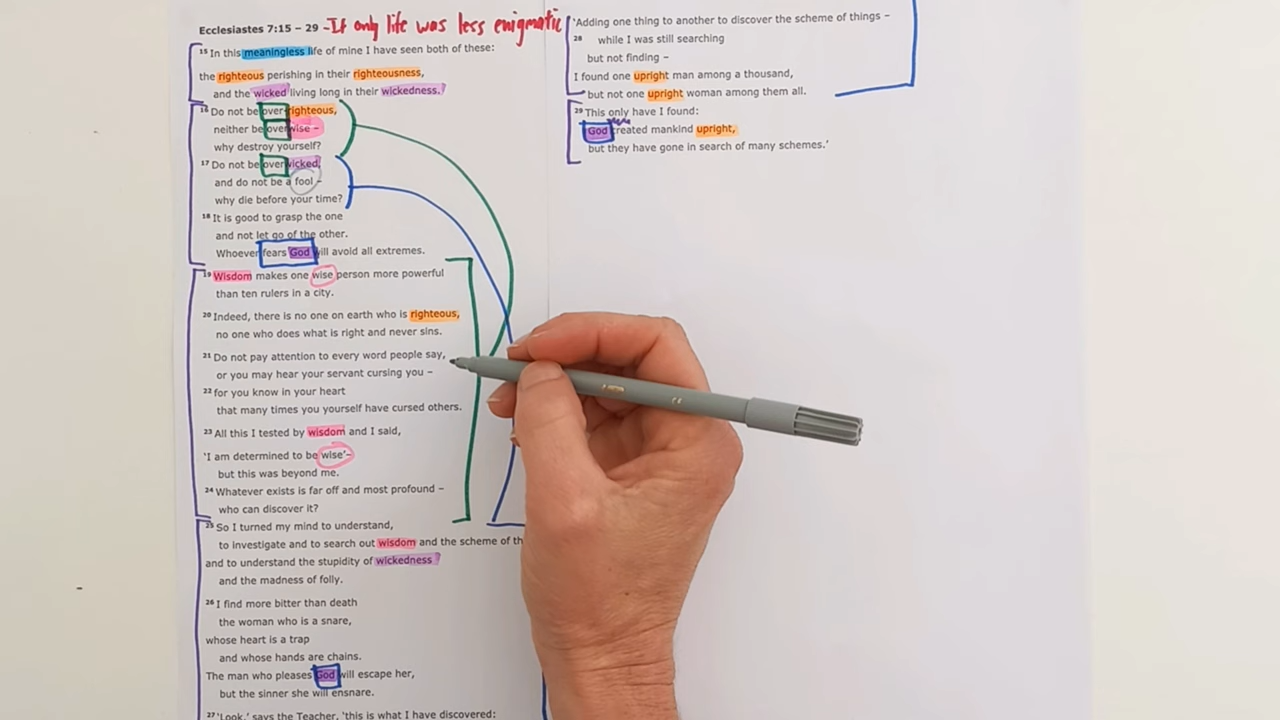 Ecclesiastes 7:15 – 29 - If only life was less enigmatic
15 In this meaningless life of mine I have seen both of these:
the righteous perishing in their righteousness,
and the wicked living long in their wickedness.
16 Do not be over-righteous,
neither be overwise –
why destroy yourself?
17 Do not be overwicked,
and do not be a fool –
why die before your time?
18 It is good to grasp the one
and not let go of the other.
Whoever fears God will avoid all extremes.
19 Wisdom makes one wise person more powerful
than ten rulers in a city.
20 Indeed, there is no one on earth who is righteous,
no one who does what is right and never sins.
21 Do not pay attention to every word people say,
or you may hear your servant cursing you –
22 for you know in your heart
that many times you yourself have cursed others.
23 All this I tested by wisdom and I said,
‘I am determined to be wise’–
but this was beyond me.
24 Whatever exists is far off and most profound –
who can discover it?
25 So I turned my mind to understand,
to investigate and to search out wisdom and the scheme of th
and to understand the stupidity of wickedness
and the madness of folly.
26 I find more bitter than death
the woman who is a snare,
whose heart is a trap
and whose hands are chains.
The man who pleases God will escape her,
but the sinner she will ensnare.
27 ‘Look,’ says the Teacher, ‘this is what I have discovered:
‘Adding one thing to another to discover the scheme of things –
28 while I was still searching
but not finding –
I found one upright man among a thousand,
but not one upright woman among them all.
29 This only have I found:
God created mankind upright,
but they have gone in search of many schemes.’